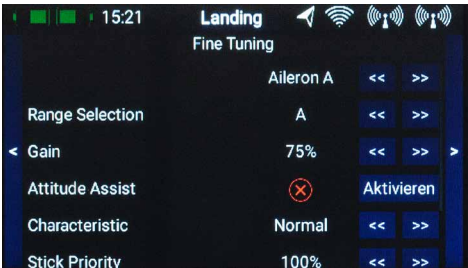 15:21 Landing
Fine Tuning
Aileron A << >>
Range Selection A << >>
< Gain 75% << >> >
Attitude Assist Aktivieren
Characteristic Normal << >>
Stick Priority 100% << >>